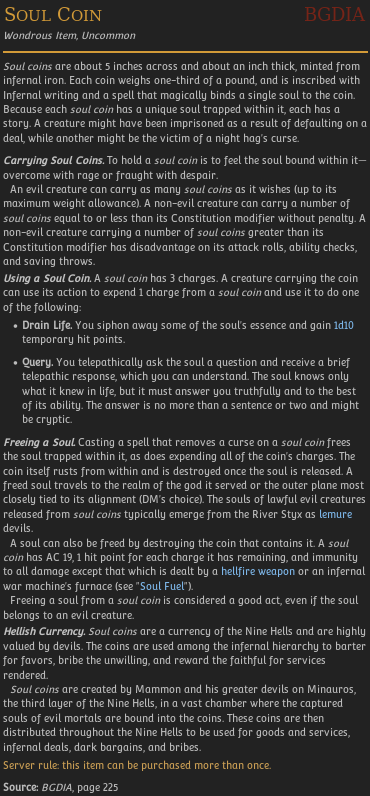 Soul Coin BGDIA
Wondrous Item, Uncommon
Soul coins are about 5 inches across and about an inch thick, minted from
infernal iron. Each coin weighs one-third of a pound, and is inscribed with
Infernal writing and a spell that magically binds a single soul to the coin.
Because each soul coin has a unique soul trapped within it, each has a
story. A creature might have been imprisoned as a result of defaulting on a
deal, while another might be the victim of a night hag's curse.
Carrying Soul Coins. To hold a soul coin is to feel the soul bound within it—
overcome with rage or fraught with despair.
An evil creature can carry as many soul coins as it wishes (up to its
maximum weight allowance). A non-evil creature can carry a number of
soul coins equal to or less than its Constitution modifier without penalty. A
non-evil creature carrying a number of soul coins greater than its
Constitution modifier has disadvantage on its attack rolls, ability checks,
and saving throws.
Using a Soul Coin. A soul coin has 3 charges. A creature carrying the coin
can use its action to expend 1 charge from a soul coin and use it to do one
of the following:
• Drain Life. You siphon away some of the soul's essence and gain 1d10
temporary hit points.
• Query. You telepathically ask the soul a question and receive a brief
telepathic response, which you can understand. The soul knows only
what it knew in life, but it must answer you truthfully and to the best
of its ability. The answer is no more than a sentence or two and might
be cryptic.
Freeing a Soul. Casting a spell that removes a curse on a soul coin frees
the soul trapped within it, as does expending all of the coin's charges. The
coin itself rusts from within and is destroyed once the soul is released. A
freed soul travels to the realm of the god it served or the outer plane most
closely tied to its alignment (DM's choice). The souls of lawful evil creatures
released from soul coins typically emerge from the River Styx as lemure
devils.
A soul can also be freed by destroying the coin that contains it. A soul
coin has AC 19, 1 hit point for each charge it has remaining, and immunity
to all damage except that which is dealt by a hellfire weapon or an infernal
war machine's furnace (see "Soul Fuel").
Freeing a soul from a soul coin is considered a good act, even if the soul
belongs to an evil creature.
Hellish Currency. Soul coins are a currency of the Nine Hells and are highly
valued by devils. The coins are used among the infernal hierarchy to barter
for favors, bribe the unwilling, and reward the faithful for services
rendered.
Soul coins are created by Mammon and his greater devils on Minauros,
the third layer of the Nine Hells, in a vast chamber where the captured
souls of evil mortals are bound into the coins. These coins are then
distributed throughout the Nine Hells to be used for goods and services,
infernal deals, dark bargains, and bribes.
Server rule: this item can be purchased more than once.
Source: BGDIA, page 225